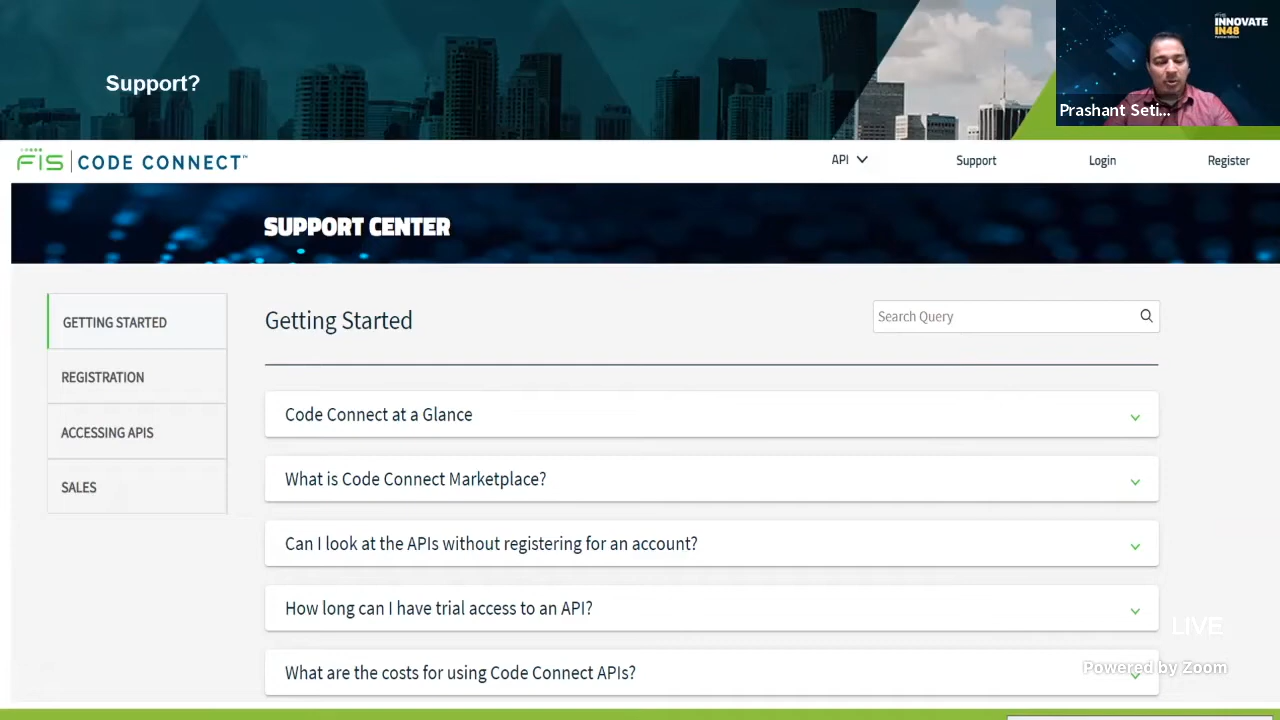 Support?
INNOVATE
IN48
Prashant Seti...
FIS CODE CONNECT™
API
Support
Login
Register
SUPPORT CENTER
GETTING STARTED
REGISTRATION
ACCESSING APIS
SALES
Getting Started
Search Query
Code Connect at a Glance
What is Code Connect Marketplace?
Can I look at the APIs without registering for an account?
How long can I have trial access to an API?
What are the costs for using Code Connect APIs?
LIVE
Powered by Zoom